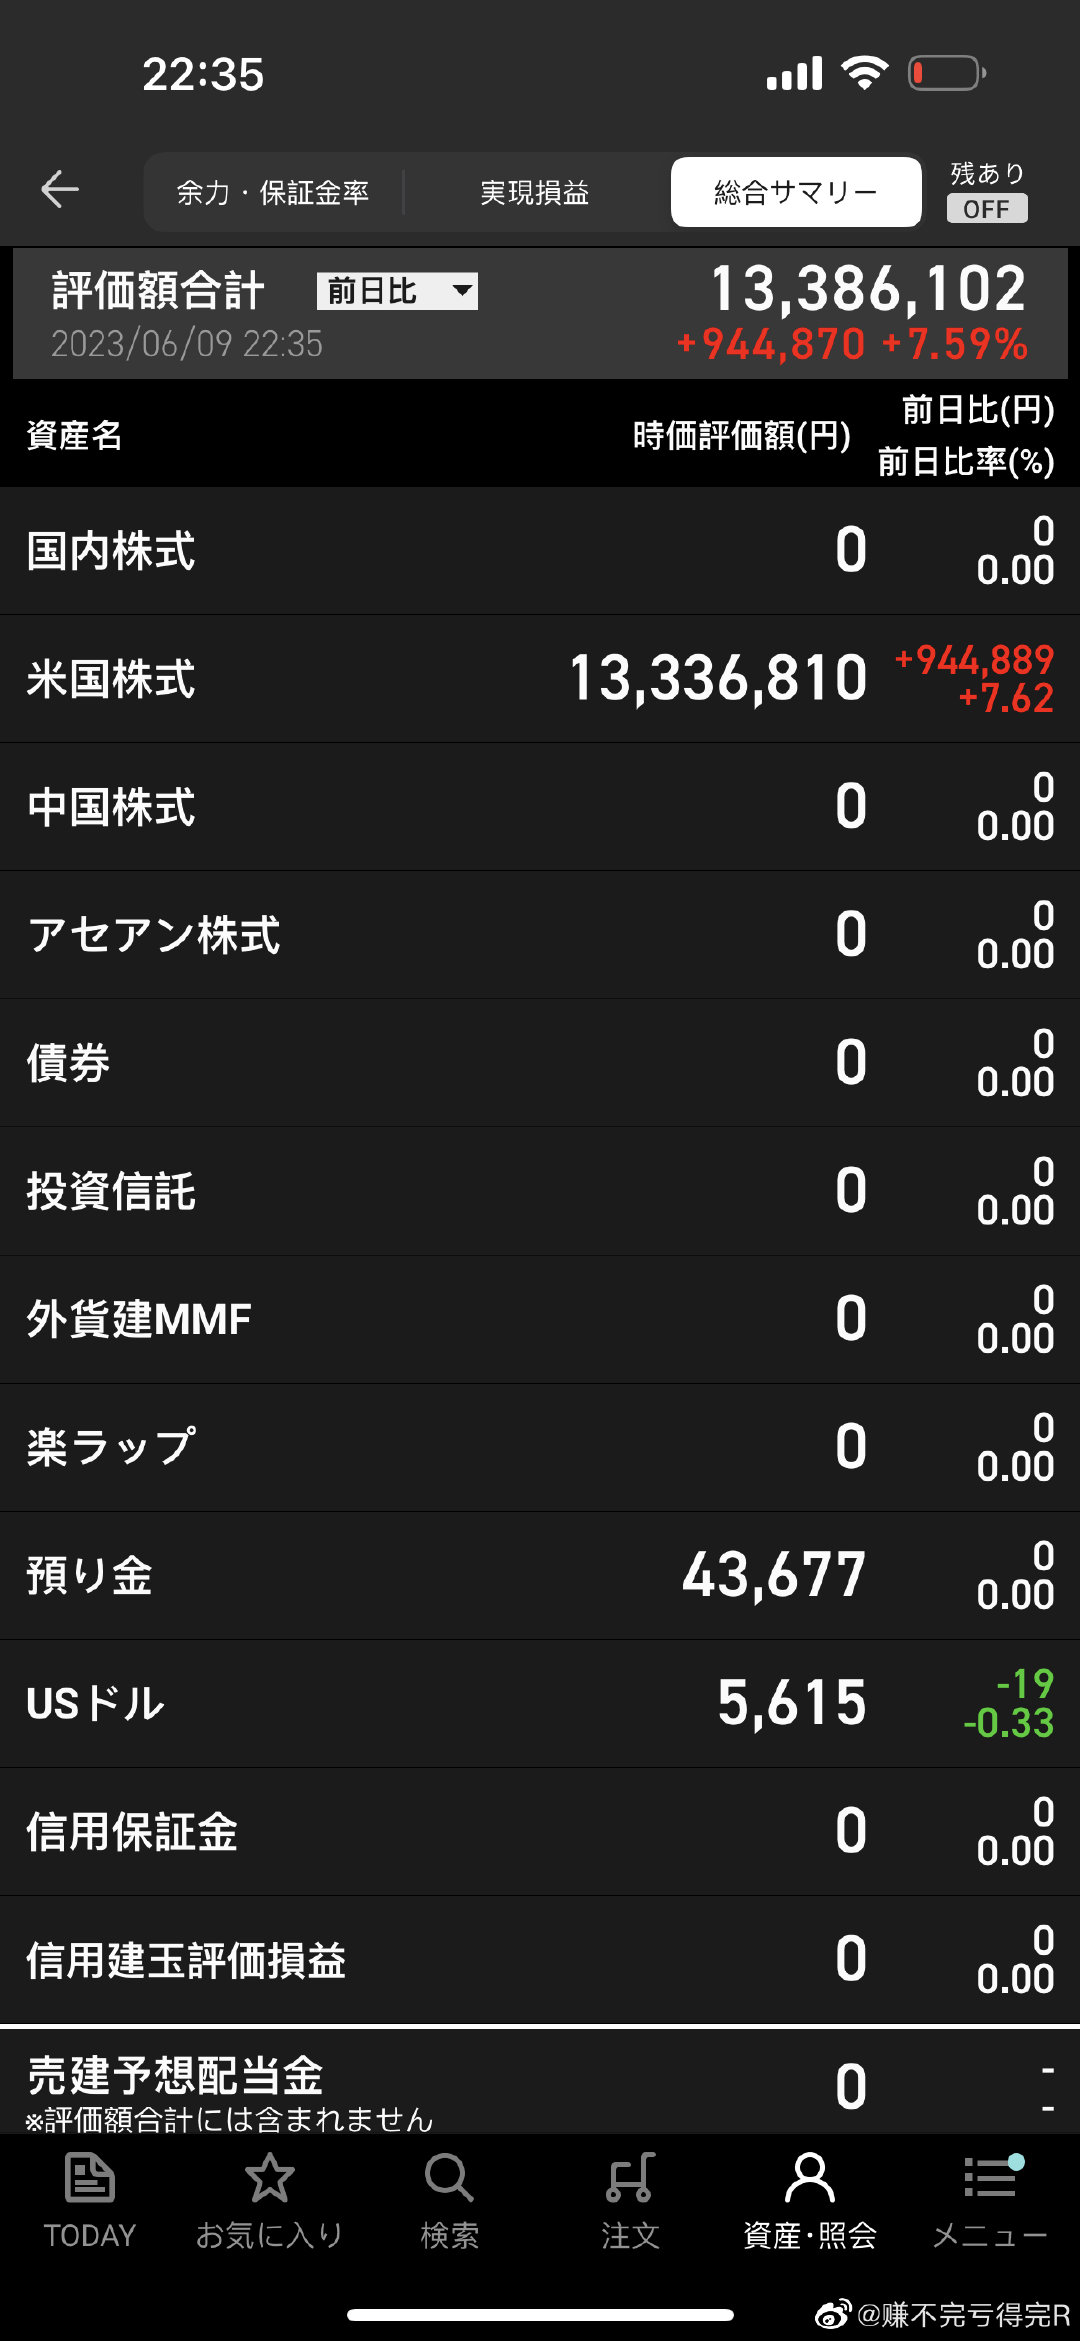 22:35
余力・保証金率
実現損益
総合サマリー
残あり
OFF
評価額合計
前日比
13,386,102
2023/06/09 22:35
+944,870 +7.59%
資産名
時価評価額(円)
前日比(円)
前日比率(%)
国内株式
0
0
0.00
米国株式
13,336,810
+944,889
+7.62
中国株式
0
0
0.00
アセアン株式
0
0
0.00
債券
0
0
0.00
投資信託
0
0
0.00
外貨建MMF
0
0
0.00
楽ラップ
0
0
0.00
預り金
43,677
0
0.00
USドル
5,615
-19
-0.33
信用保証金
0
0
0.00
信用建玉評価損益
0
0
0.00
売建予想配当金
0
-
-
※評価額合計には含まれません
TODAY
お気に入り
検索
注文
資産・照会
メニュー
@赚不完亏得完R